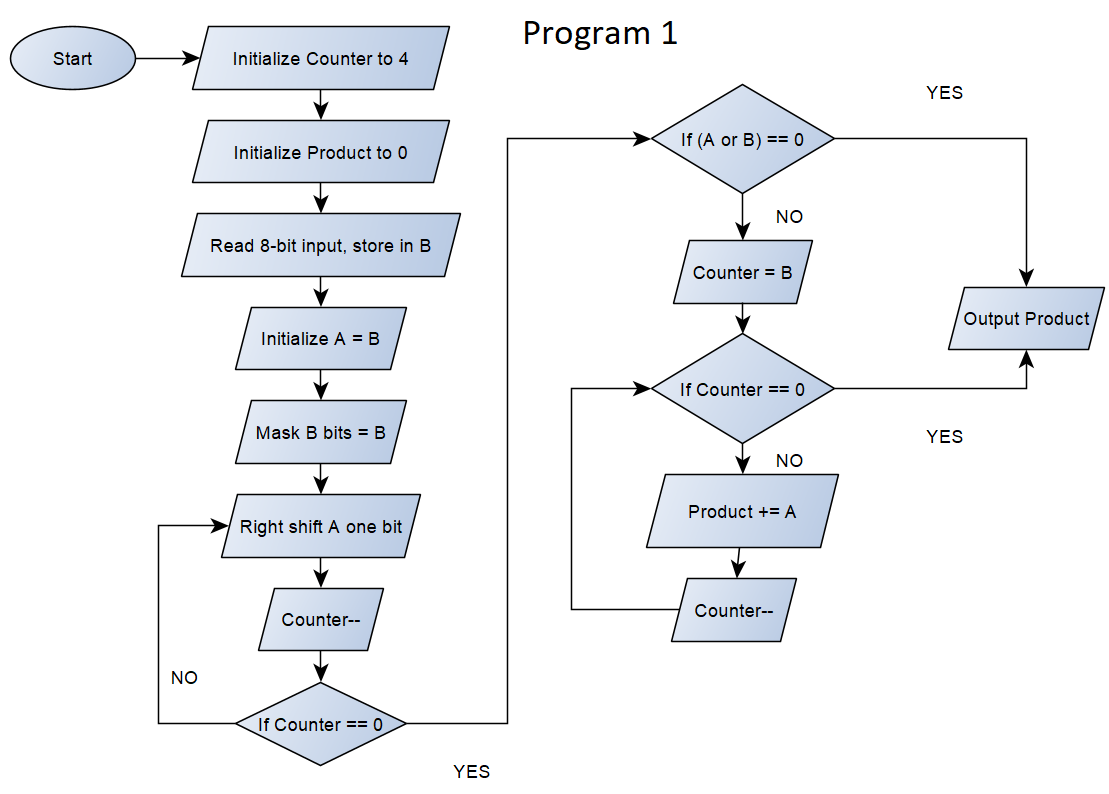 Program 1
Start
Initialize Counter to 4
Initialize Product to 0
Read 8-bit input, store in B
Initialize A = B
Mask B bits = B
Right shift A one bit
Counter--
NO
If Counter == 0
YES
If (A or B) == 0
YES
NO
Counter = B
Output Product
If Counter == 0
YES
NO
Product += A
Counter--